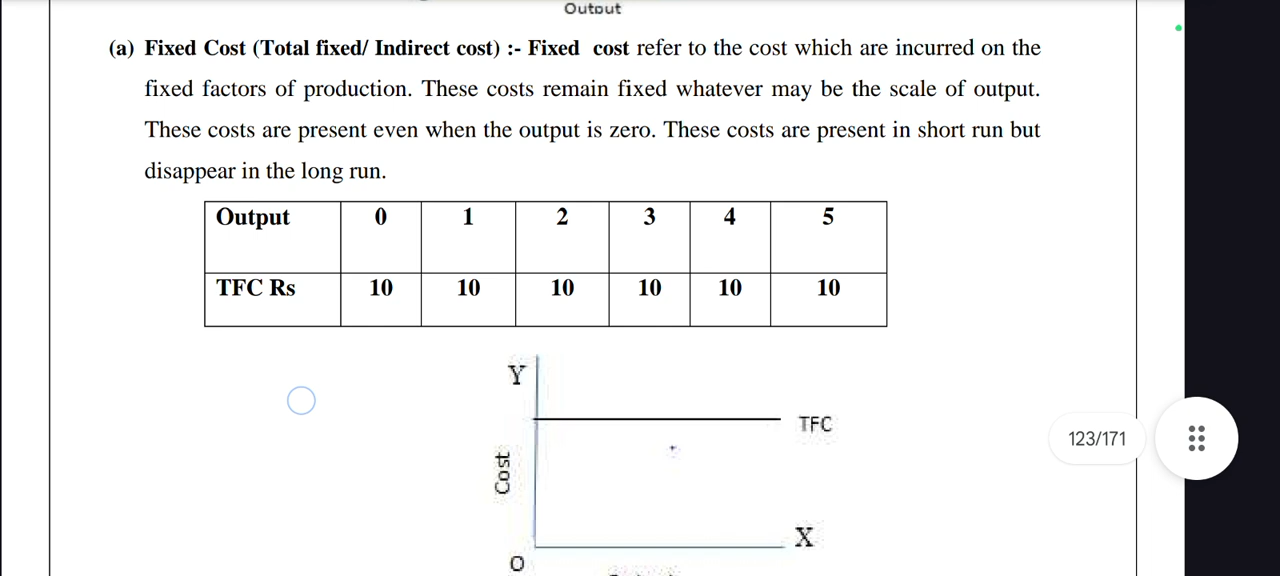 Output
(a) Fixed Cost (Total fixed/ Indirect cost) :- Fixed cost refer to the cost which are incurred on the
fixed factors of production. These costs remain fixed whatever may be the scale of output.
These costs are present even when the output is zero. These costs are present in short run but
disappear in the long run.
Output 0 1 2 3 4 5
TFC Rs 10 10 10 10 10 10
Y
TFC
123/171
Cost
X
O